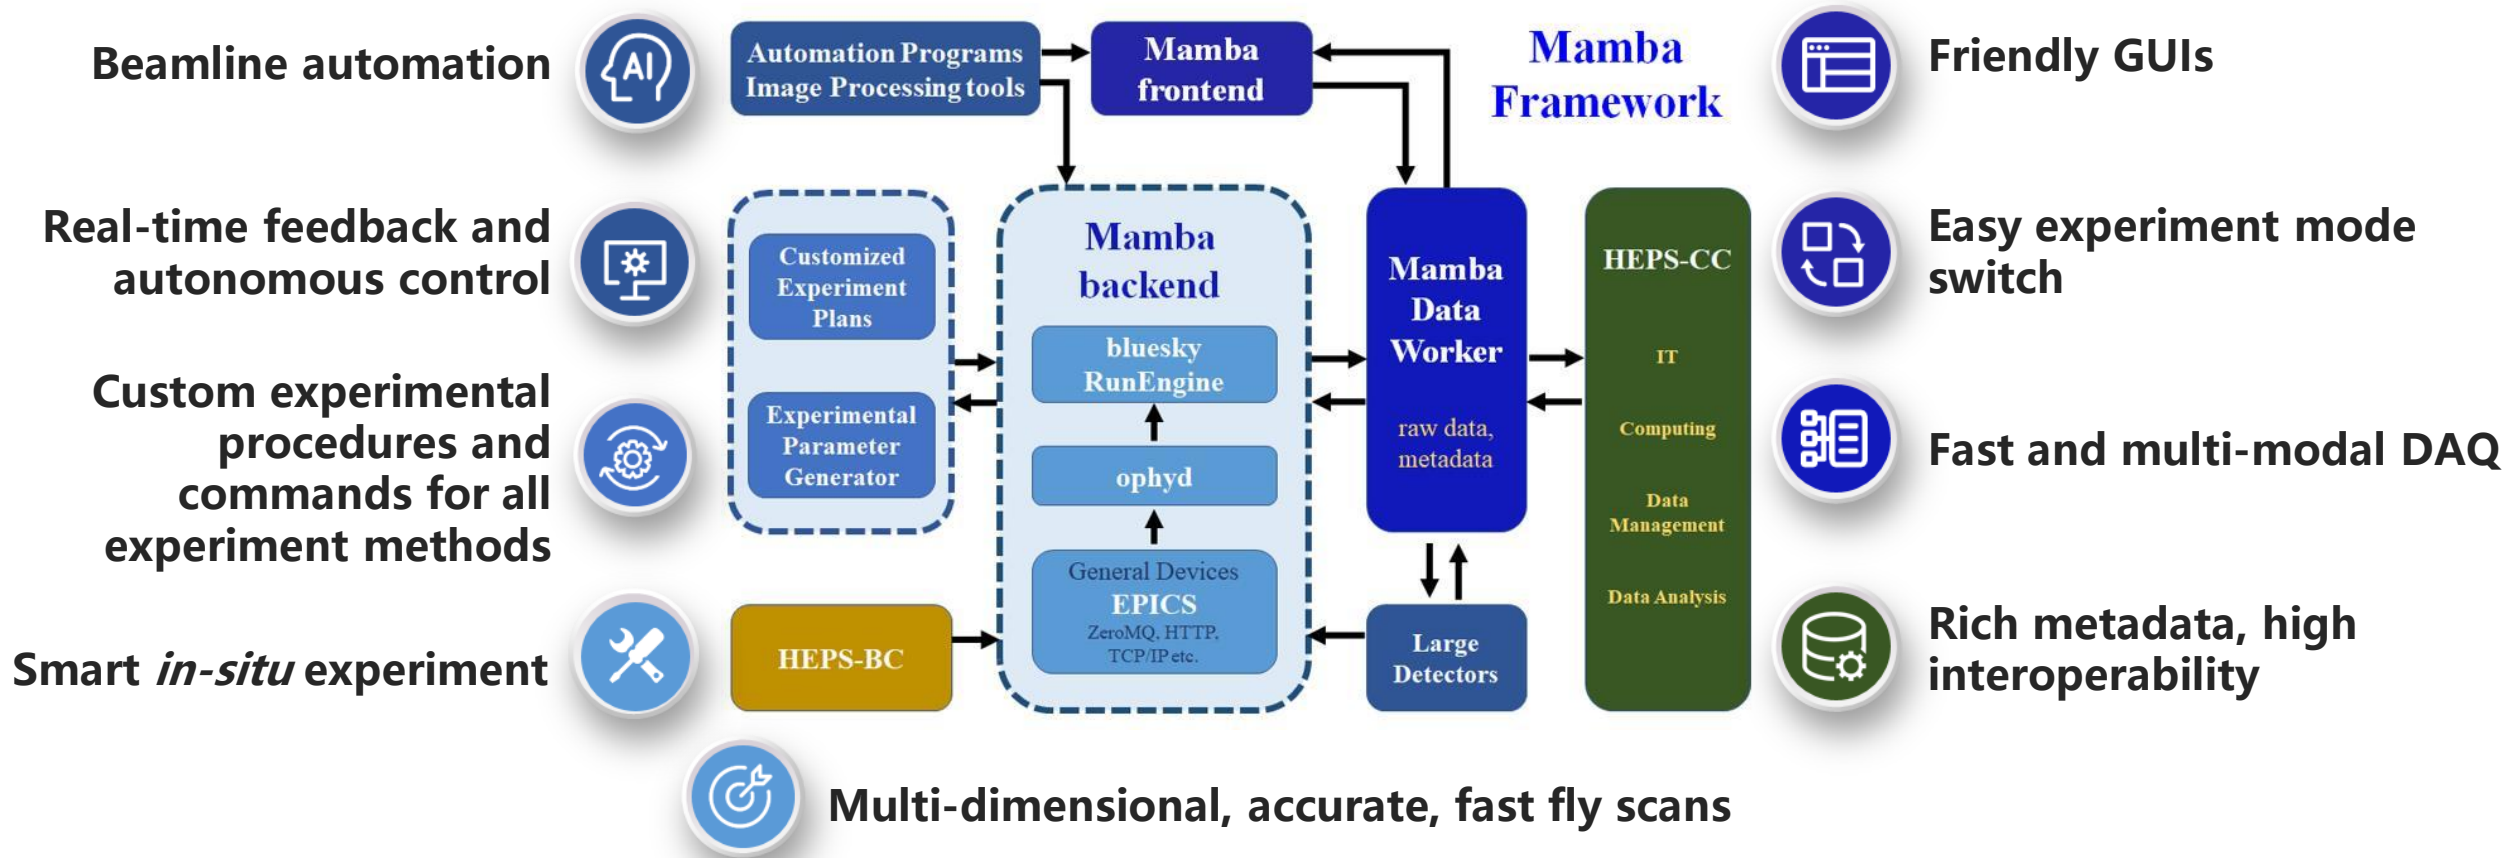 Beamline automation
Real-time feedback and
autonomous control
Custom experimental
procedures and
commands for all
experiment methods
Smart in-situ experiment
Automation Programs
Image Processing tools
Mamba
frontend
Mamba
Framework
Customized
Experiment
Plans
Experimental
Parameter
Generator
HEPS-BC
Mamba
backend
bluesky
RunEngine
ophyd
General Devices
EPICS
ZeroMQ, HTTP,
TCP/IP etc.
Mamba
Data
Worker
raw data,
metadata
Large
Detectors
HEPS-CC
IT
Computing
Data
Management
Data Analysis
AI
Friendly GUIs
Easy experiment mode
switch
Fast and multi-modal DAQ
Rich metadata, high
interoperability
Multi-dimensional, accurate, fast fly scans